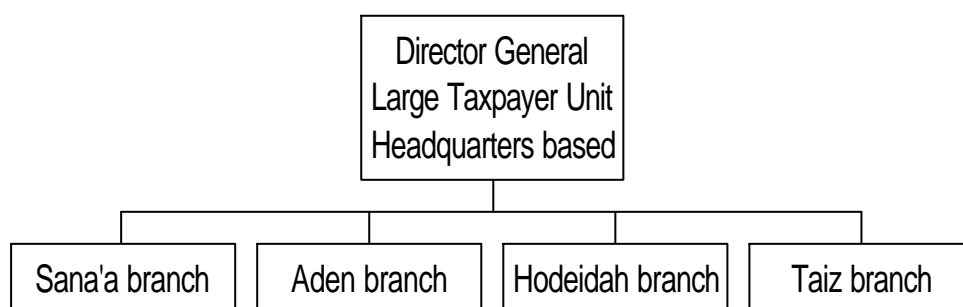 Director General
Large Taxpayer Unit
Headquarters based
Sana'a branch
Aden branch
Hodeidah branch
Taiz branch